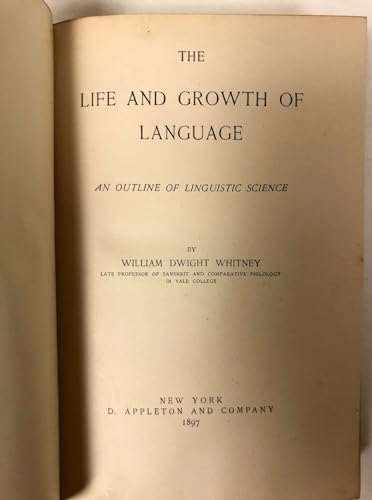 THE
LIFE AND GROWTH OF
LANGUAGE
AN OUTLINE OF LINGUISTIC SCIENCE
BY
WILLIAM DWIGHT WHITNEY
LATE PROFESSOR OF SANSKRIT AND COMPARATIVE PHILOLOGY
IN YALE COLLEGE
NEW YORK
D. APPLETON AND COMPANY
1897